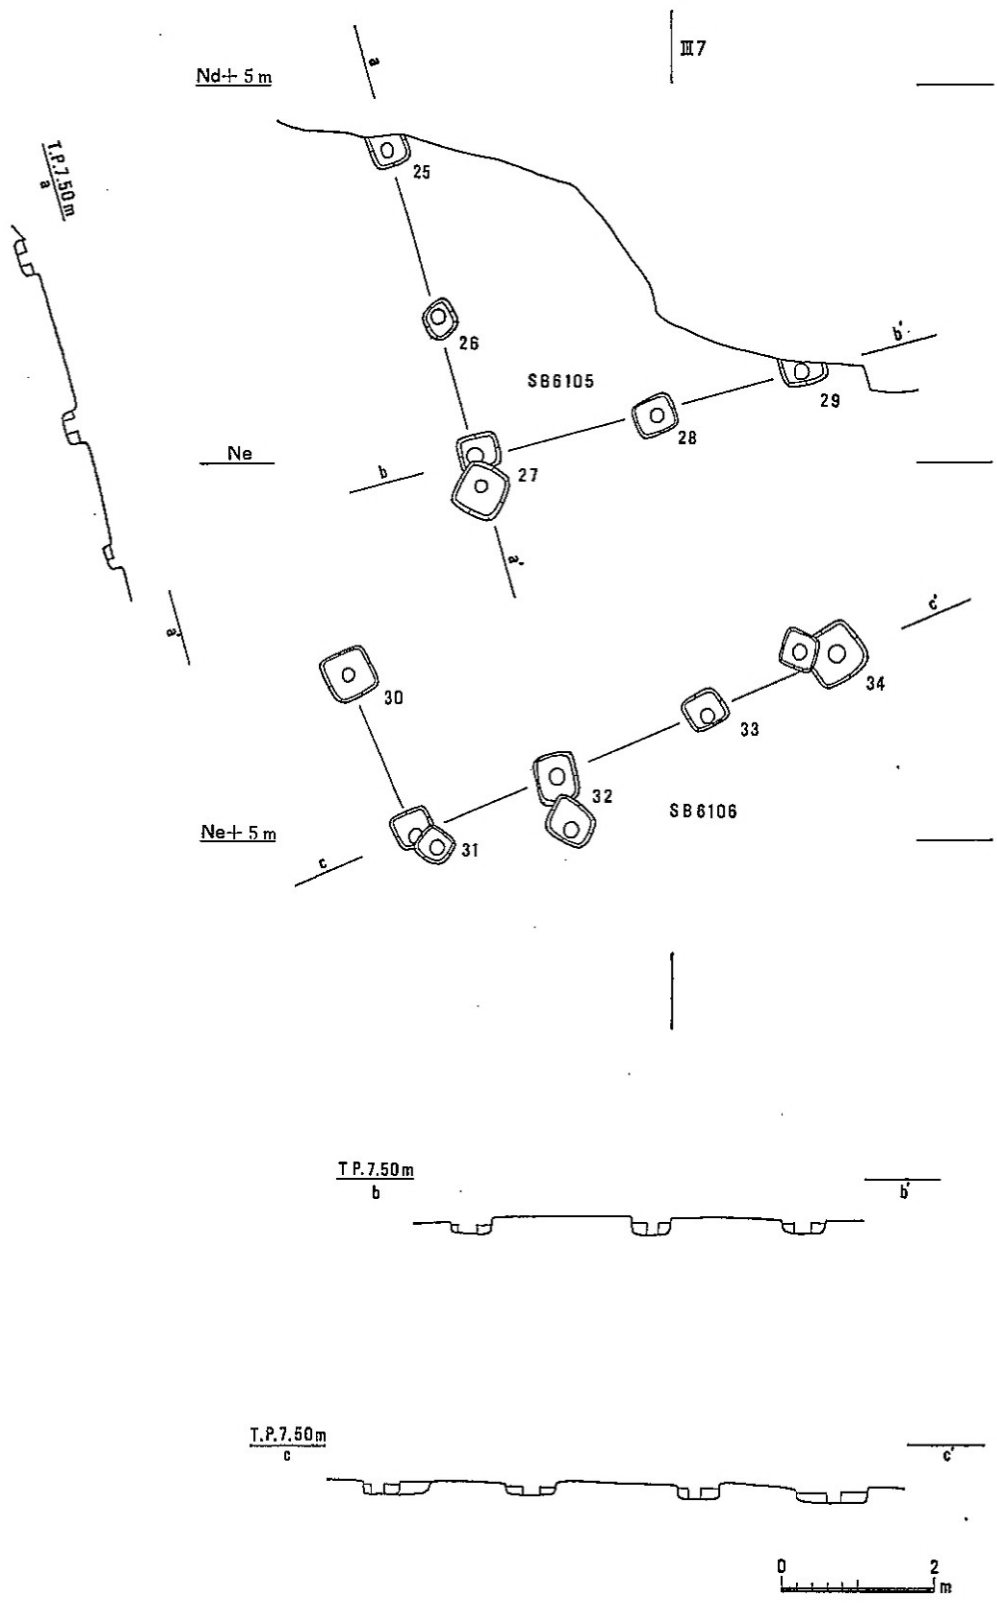 Ⅲ7
a
Nd+5m
T.P.7.50m
a
25
26
SB6105
b'
29
28
Ne
b
27
a'
a'
c'
30
34
33
32
SB6106
Ne+5m
31
c
T P.7.50m
b
b'
T.P.7.50m
c
c'
0
2
m